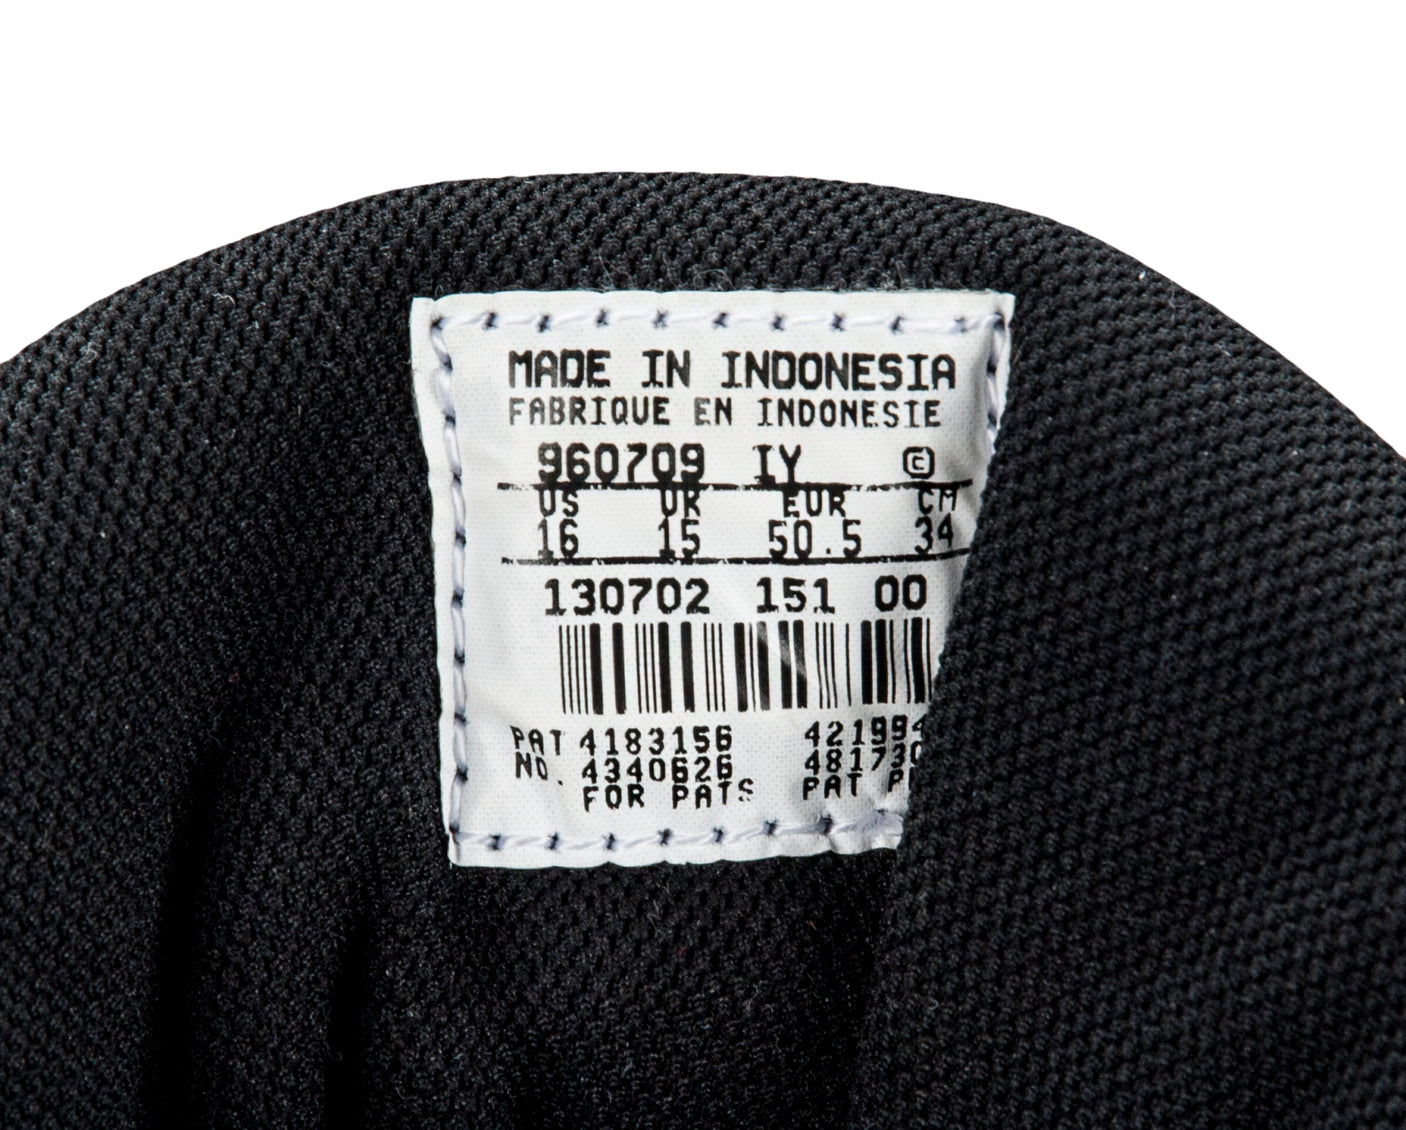 MADE IN INDONESIA
FABRIQUE EN INDONESIE
960709 IY ©
US UK EUR CM
16 15 50.5 34
130702 151 00
PAT 4183156
NO. 4340626
FOR PATS PAT